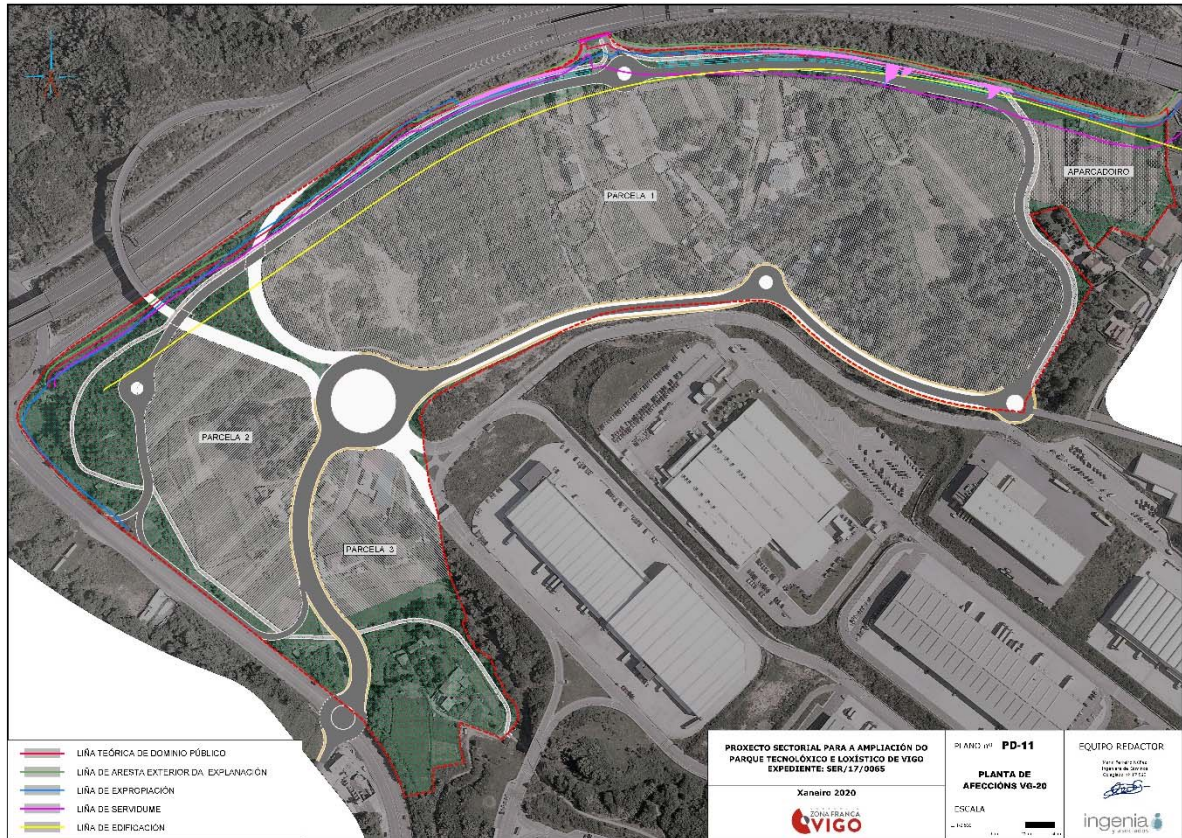 PARCELA 1
APARCADOIRO
PARCELA 2
PARCELA 3
LIÑA TEÓRICA DE DOMINIO PÚBLICO
LIÑA DE ARESTA EXTERIOR DA EXPLANACIÓN
LIÑA DE EXPROPIACIÓN
LIÑA DE SERVIDUME
LIÑA DE EDIFICACIÓN
PROXECTO SECTORIAL PARA A AMPLIACIÓN DO
PARQUE TECNOLÓXICO E LOXÍSTICO DE VIGO
EXPEDIENTE: SER/17/0065
Xaneiro 2020
ZONA FRANCA
VIGO
PLANO nº PD-11
PLANTA DE
AFECCIÓNS VG-20
ESCALA
EQUIPO REDACTOR
ingenia